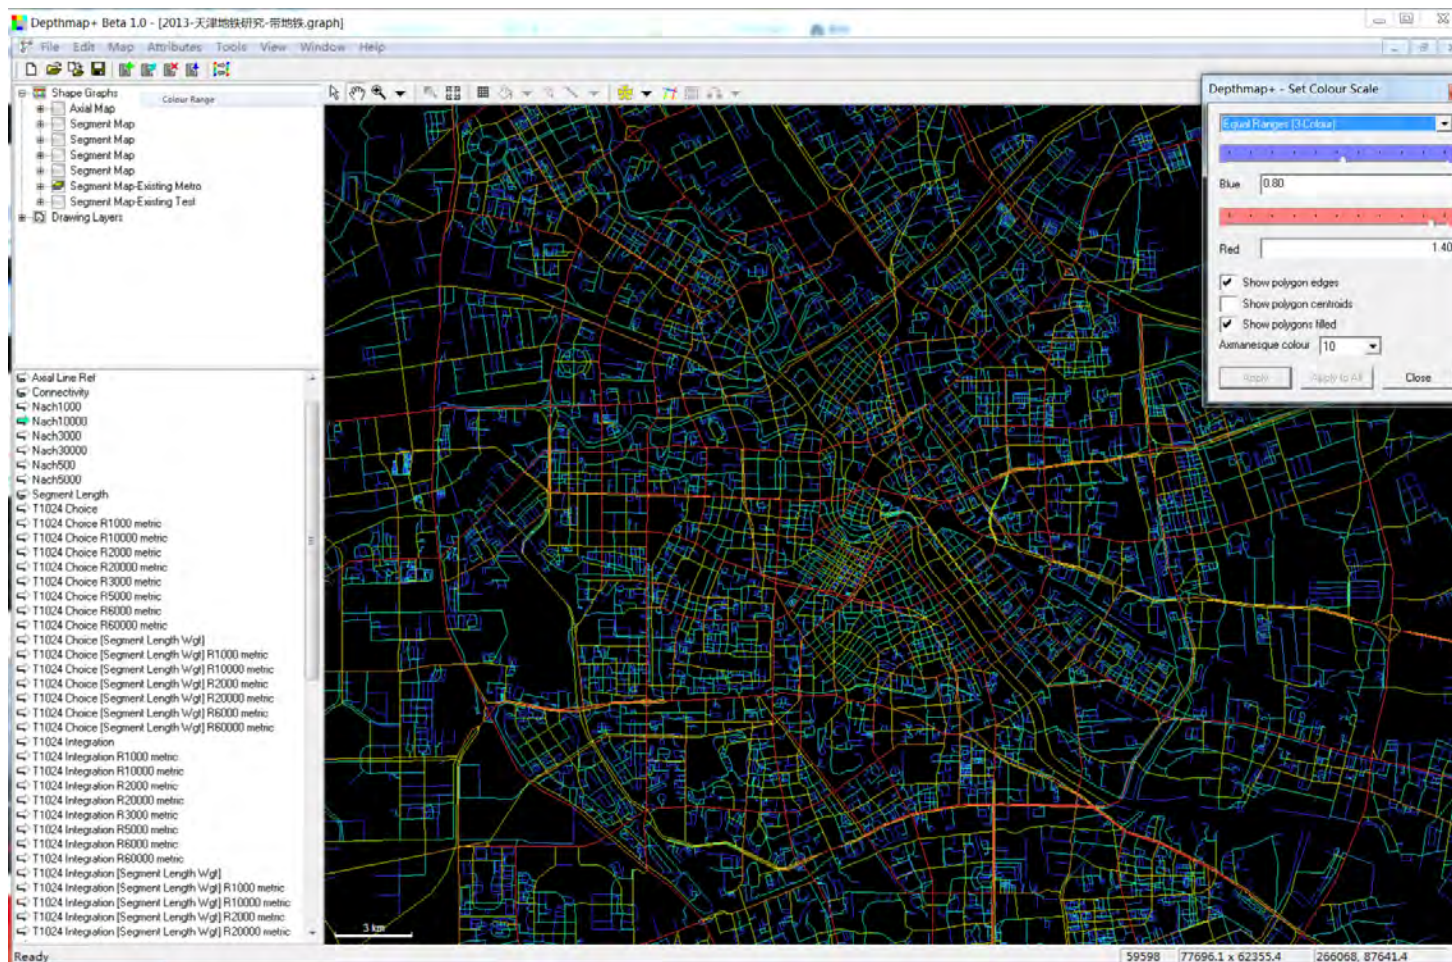 Depthmap+ Beta 1.0 - [2013-天津地铁研究-带地铁.graph]
File Edit Map Attributes Tools View Window Help
Shape Graphs
Colour Range
Axial Map
Segment Map
Segment Map
Segment Map
Segment Map
Segment Map-Existing Metro
Segment Map-Existing Test
Drawing Layers
Depthmap+ - Set Colour Scale
Equal Ranges (3-Colour)
Blue 0.80
Red 1.40
Show polygon edges
Show polygon centroids
Show polygons filled
Axmanesque colour 10
Apply Apply to All Close
Axial Line Ref
Connectivity
Nach1000
Nach10000
Nach3000
Nach30000
Nach500
Nach5000
Segment Length
T1024 Choice
T1024 Choice R1000 metric
T1024 Choice R10000 metric
T1024 Choice R2000 metric
T1024 Choice R20000 metric
T1024 Choice R3000 metric
T1024 Choice R5000 metric
T1024 Choice R6000 metric
T1024 Choice R60000 metric
T1024 Choice [Segment Length Wgt]
T1024 Choice [Segment Length Wgt] R1000 metric
T1024 Choice [Segment Length Wgt] R10000 metric
T1024 Choice [Segment Length Wgt] R2000 metric
T1024 Choice [Segment Length Wgt] R20000 metric
T1024 Choice [Segment Length Wgt] R6000 metric
T1024 Choice [Segment Length Wgt] R60000 metric
T1024 Integration
T1024 Integration R1000 metric
T1024 Integration R10000 metric
T1024 Integration R2000 metric
T1024 Integration R20000 metric
T1024 Integration R3000 metric
T1024 Integration R5000 metric
T1024 Integration R6000 metric
T1024 Integration R60000 metric
T1024 Integration [Segment Length Wgt]
T1024 Integration [Segment Length Wgt] R1000 metric
T1024 Integration [Segment Length Wgt] R10000 metric
T1024 Integration [Segment Length Wgt] R2000 metric
T1024 Integration [Segment Length Wgt] R20000 metric
3 km
Ready 59598 77696.1 x 62355.4 266068, 87641.4